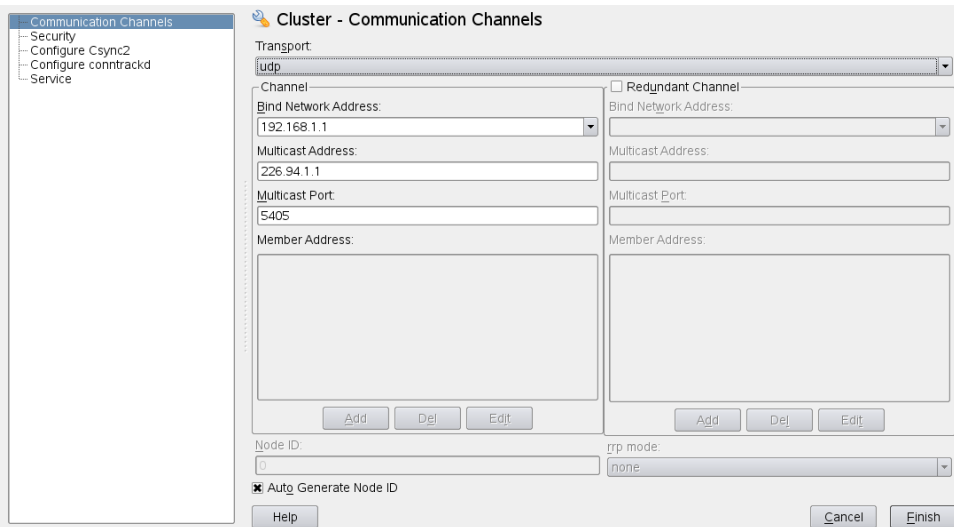 Communication Channels
Security
Configure Csync2
Configure conntrackd
Service
Cluster - Communication Channels
Transport:
udp
Channel
Bind Network Address:
192.168.1.1
Multicast Address:
226.94.1.1
Multicast Port:
5405
Member Address:
Add Del Edit
Redundant Channel
Bind Network Address:
Multicast Address:
Multicast Port:
Member Address:
Add Del Edit
Node ID:
0
rrp mode:
none
Auto Generate Node ID
Help Cancel Finish